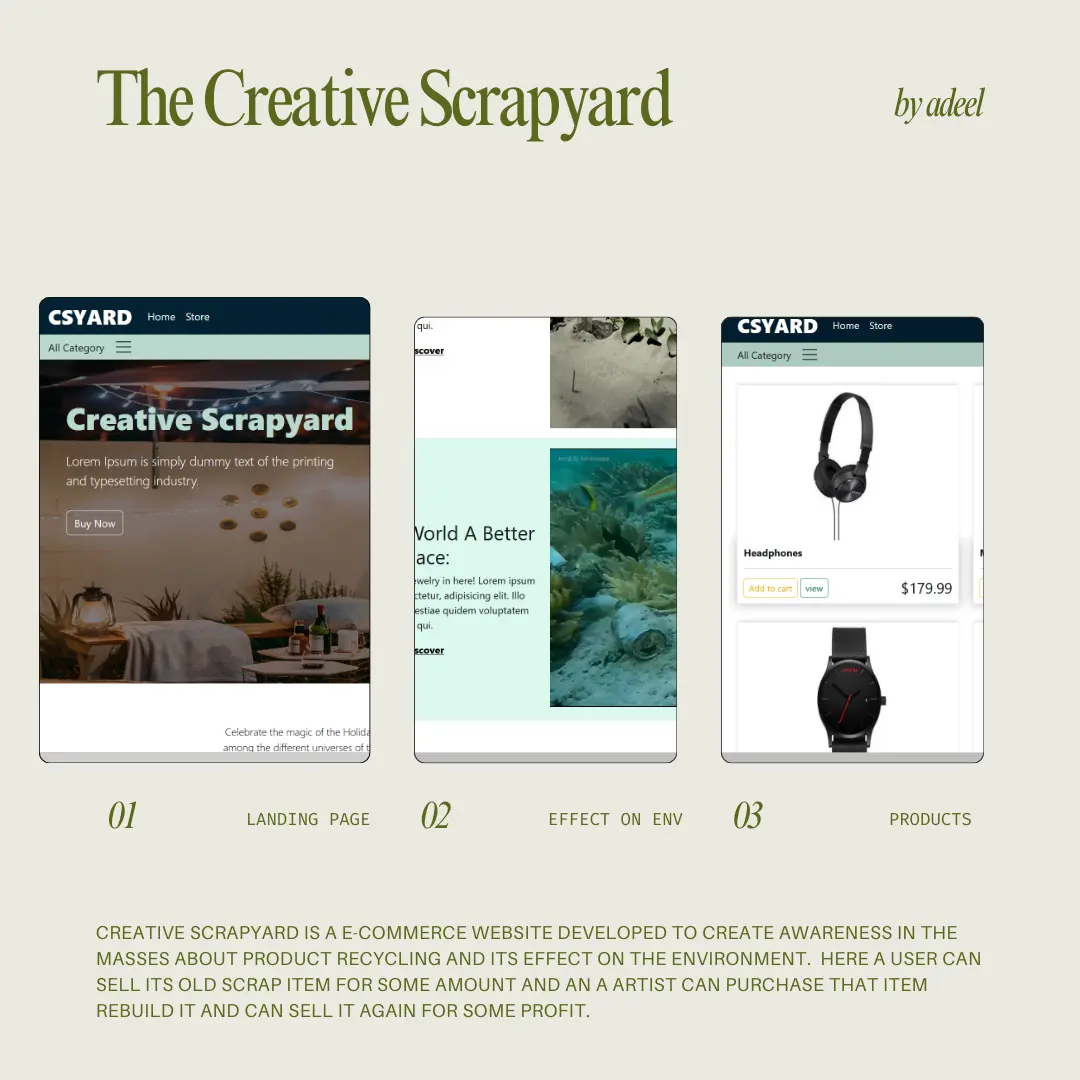 The Creative Scrapyard
by adeel
CSYARD Home Store
All Category
Creative Scrapyard
Lorem Ipsum is simply dummy text of the printing
and typesetting industry.
Buy Now
Celebrate the magic of the Holida
among the different universes of t
qui.
scover
World A Better
ace:
ewelry in here! Lorem ipsum
ctetur, adipisicing elit. Illo
estiae quidem voluptatem
qui.
scover
CSYARD Home Store
All Category
Headphones
Add to cart view $179.99
01 LANDING PAGE
02 EFFECT ON ENV
03 PRODUCTS
CREATIVE SCRAPYARD IS A E-COMMERCE WEBSITE DEVELOPED TO CREATE AWARENESS IN THE
MASSES ABOUT PRODUCT RECYCLING AND ITS EFFECT ON THE ENVIRONMENT. HERE A USER CAN
SELL ITS OLD SCRAP ITEM FOR SOME AMOUNT AND AN A ARTIST CAN PURCHASE THAT ITEM
REBUILD IT AND CAN SELL IT AGAIN FOR SOME PROFIT.